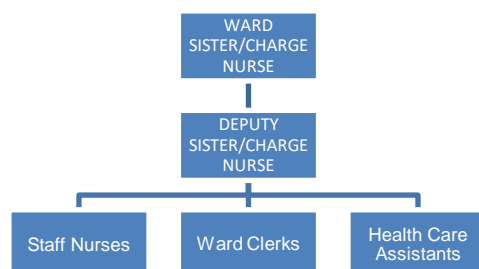 WARD
SISTER/CHARGE
NURSE
DEPUTY
SISTER/CHARGE
NURSE
Staff Nurses
Ward Clerks
Health Care
Assistants